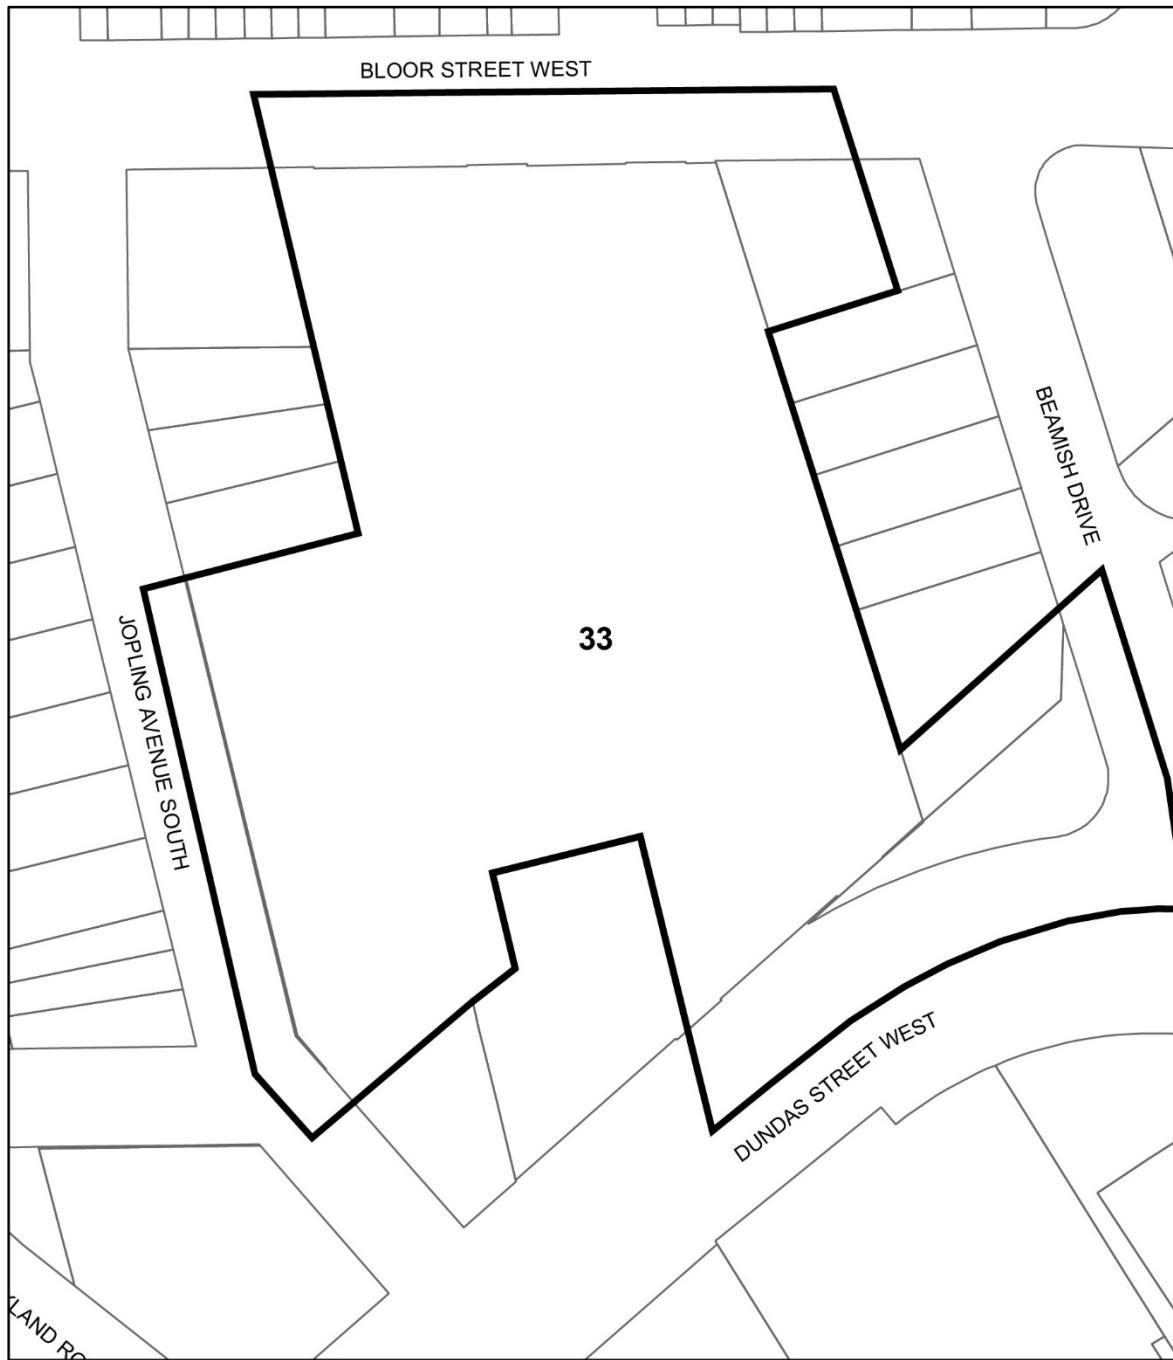 BLOOR STREET WEST
BEAMISH DRIVE
33
JOPLING AVENUE SOUTH
DUNDAS STREET WEST